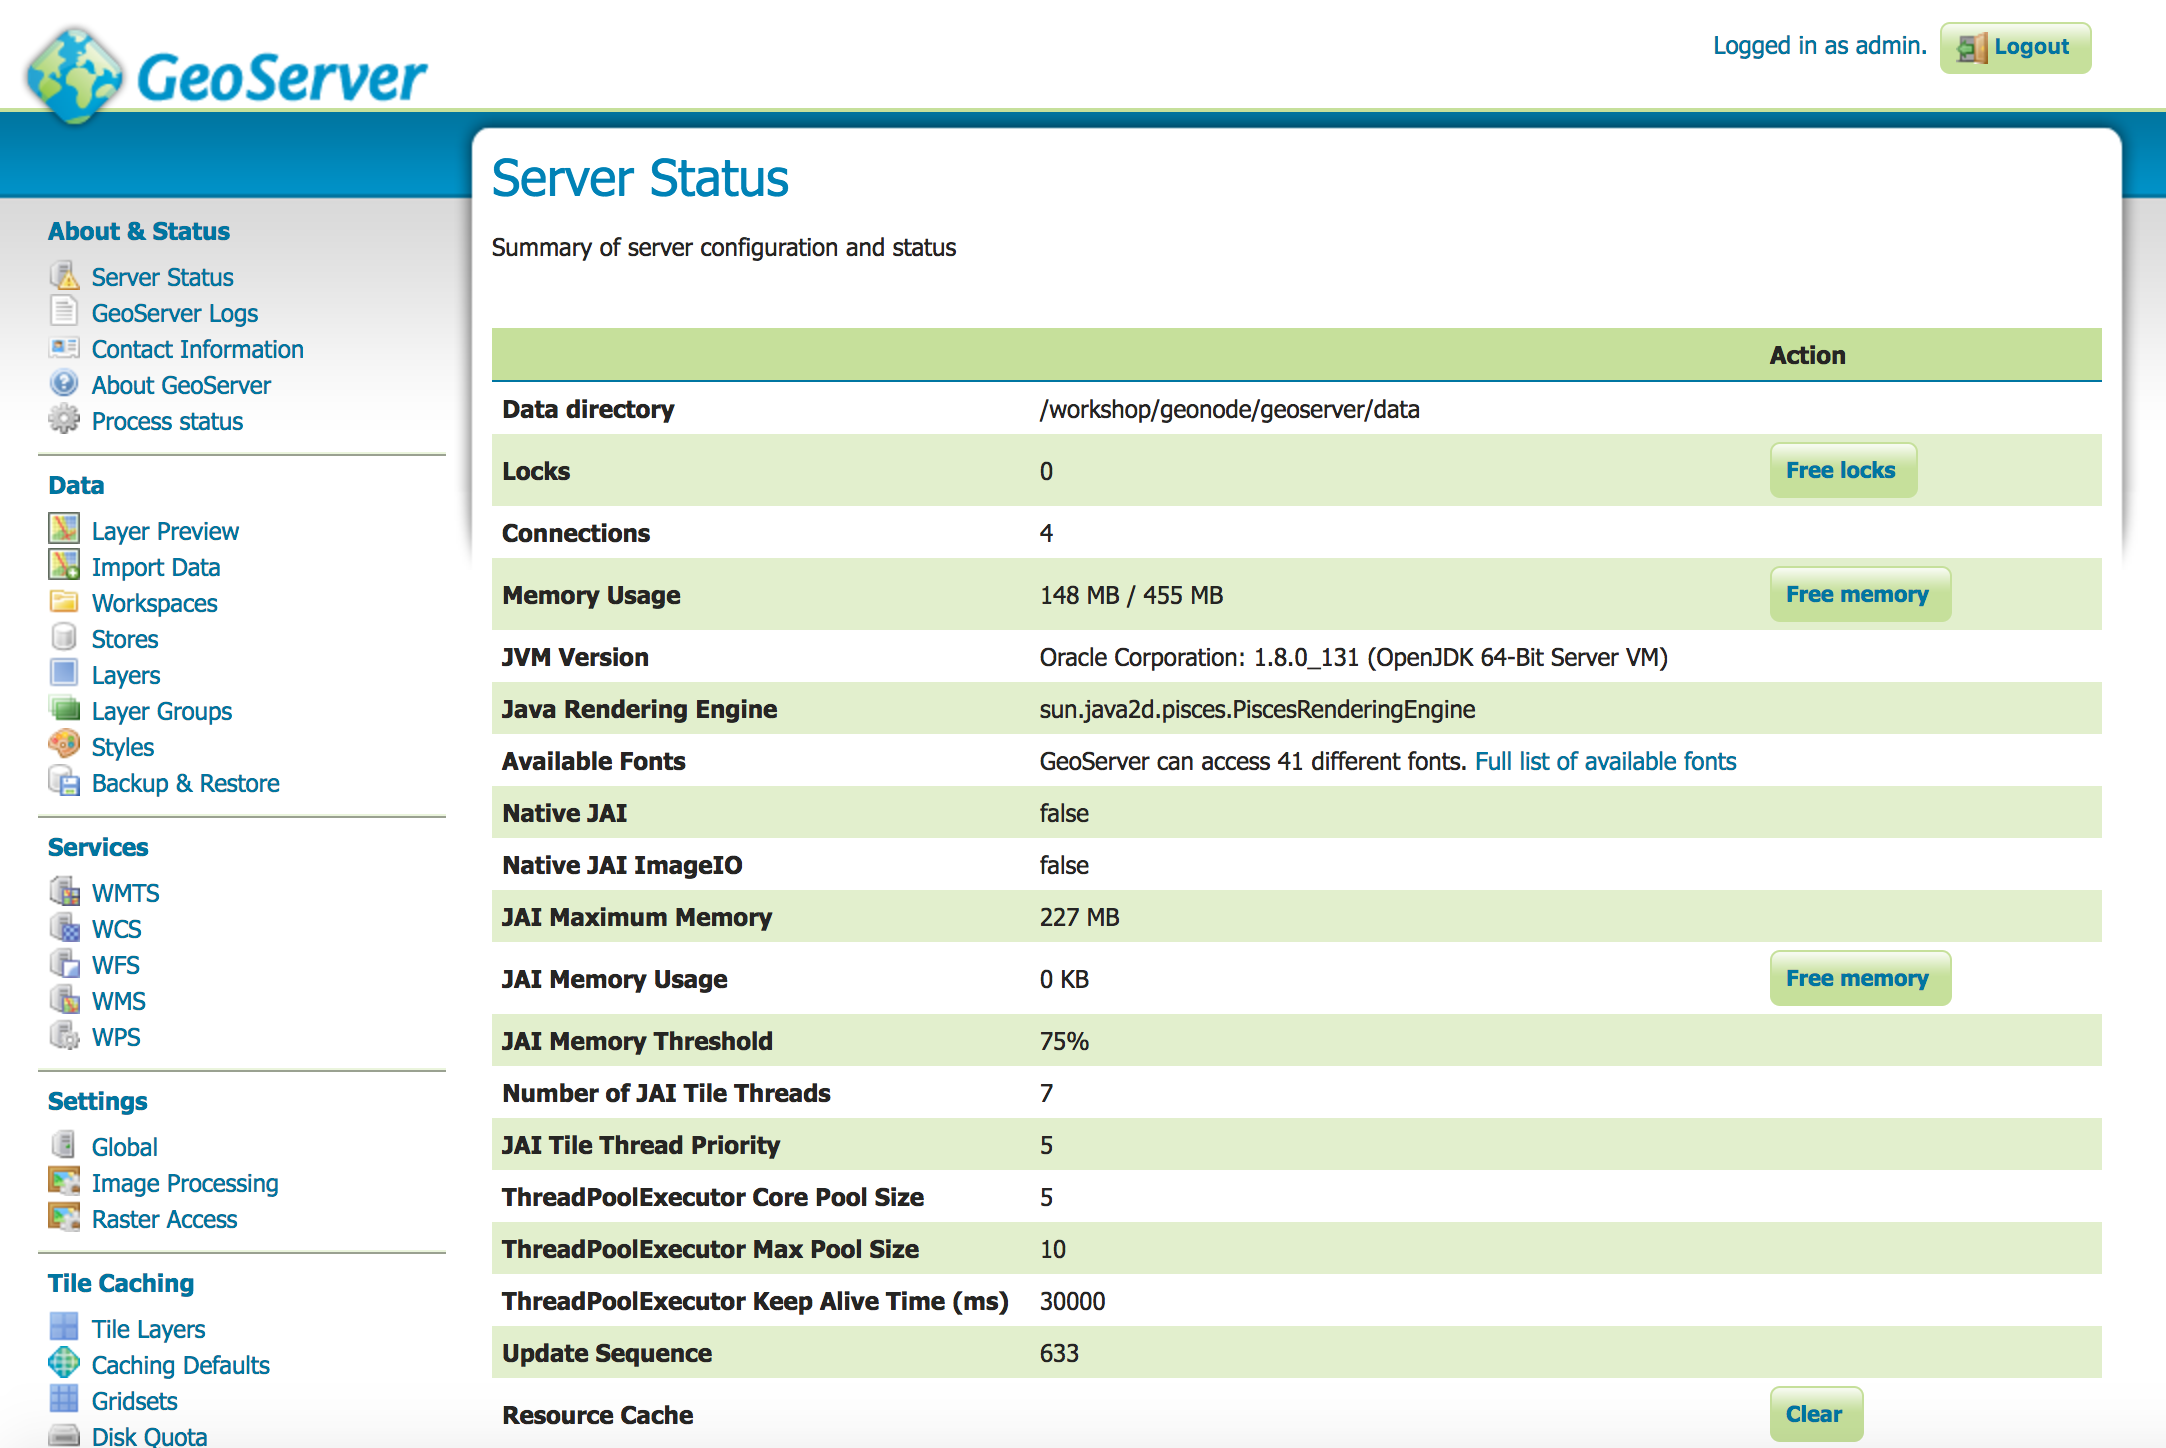 GeoServer
Logged in as admin.
Logout
About & Status
Server Status
GeoServer Logs
Contact Information
About GeoServer
Process status
Data
Layer Preview
Import Data
Workspaces
Stores
Layers
Layer Groups
Styles
Backup & Restore
Services
WMTS
WCS
WFS
WMS
WPS
Settings
Global
Image Processing
Raster Access
Tile Caching
Tile Layers
Caching Defaults
Gridsets
Disk Quota
Server Status
Summary of server configuration and status
Action
Data directory /workshop/geonode/geoserver/data
Locks 0 Free locks
Connections 4
Memory Usage 148 MB / 455 MB Free memory
JVM Version Oracle Corporation: 1.8.0_131 (OpenJDK 64-Bit Server VM)
Java Rendering Engine sun.java2d.pisces.PiscesRenderingEngine
Available Fonts GeoServer can access 41 different fonts. Full list of available fonts
Native JAI false
Native JAI ImageIO false
JAI Maximum Memory 227 MB
JAI Memory Usage 0 KB Free memory
JAI Memory Threshold 75%
Number of JAI Tile Threads 7
JAI Tile Thread Priority 5
ThreadPoolExecutor Core Pool Size 5
ThreadPoolExecutor Max Pool Size 10
ThreadPoolExecutor Keep Alive Time (ms) 30000
Update Sequence 633
Resource Cache Clear